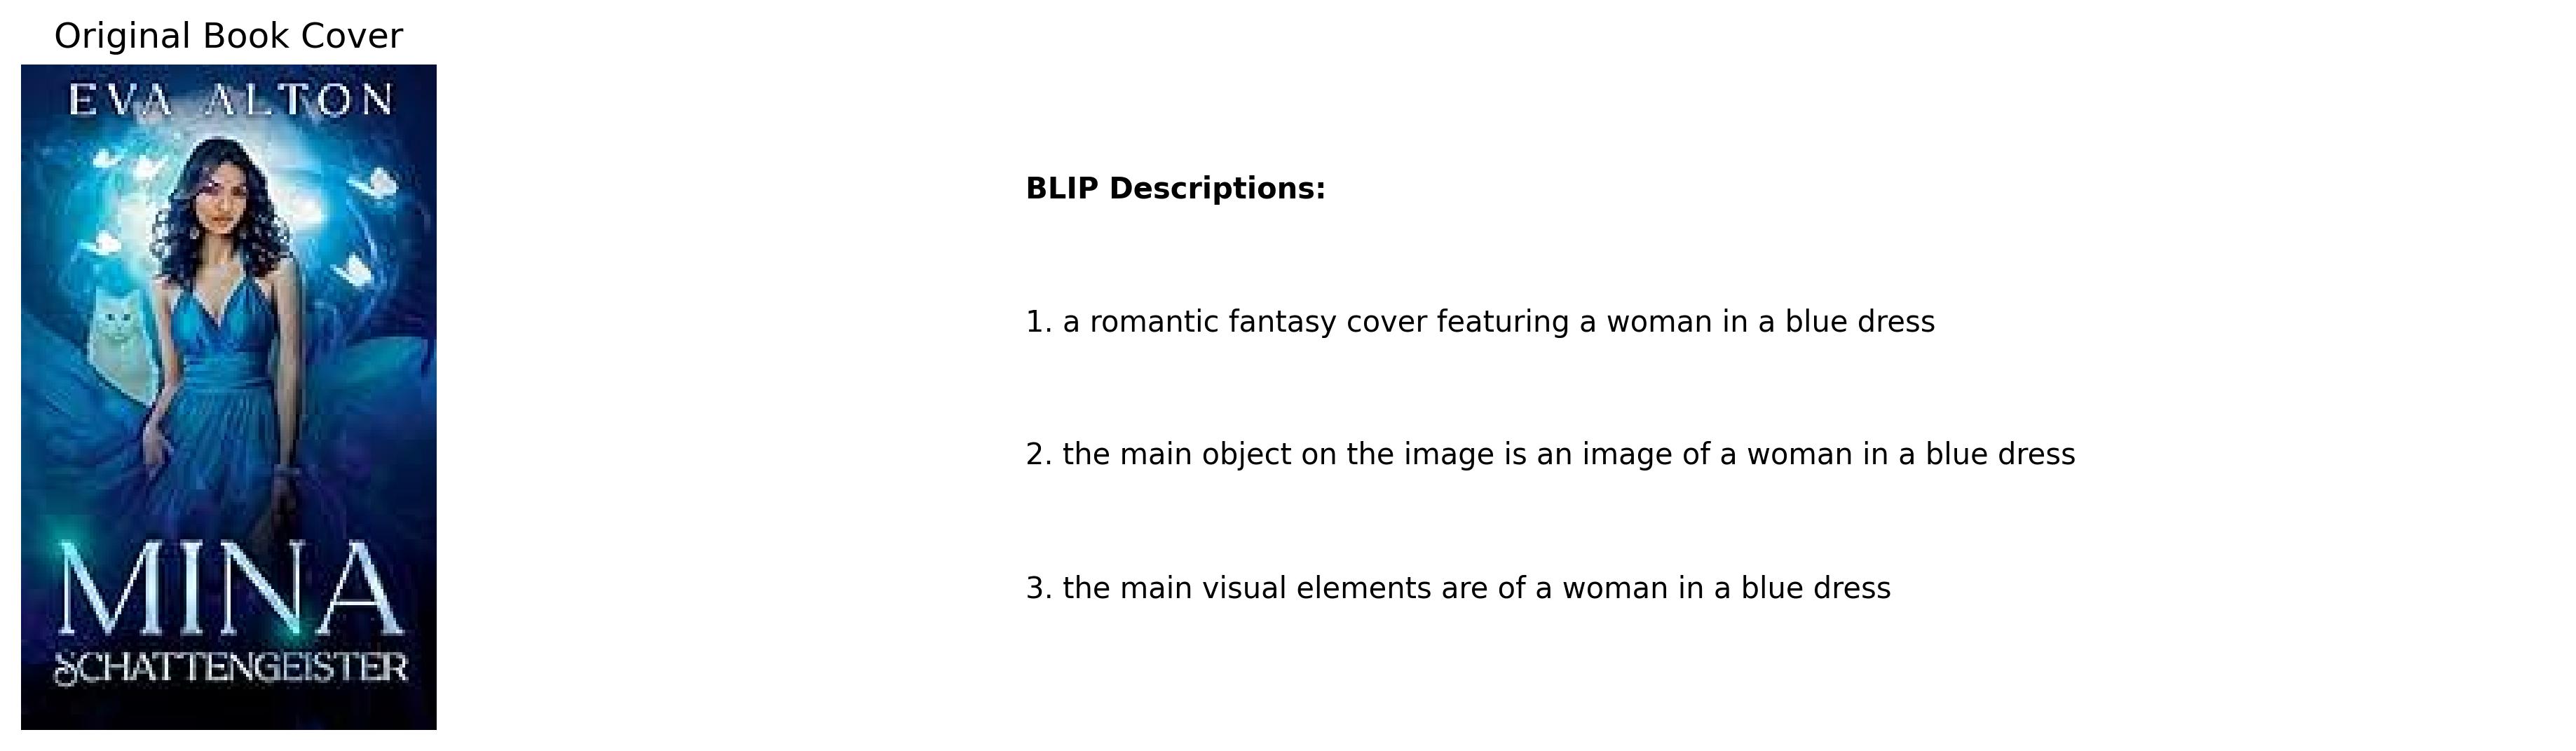 Original Book Cover
EVA ALTON
MINA
SCHATTENGEISTER
BLIP Descriptions:
1. a romantic fantasy cover featuring a woman in a blue dress
2. the main object on the image is an image of a woman in a blue dress
3. the main visual elements are of a woman in a blue dress